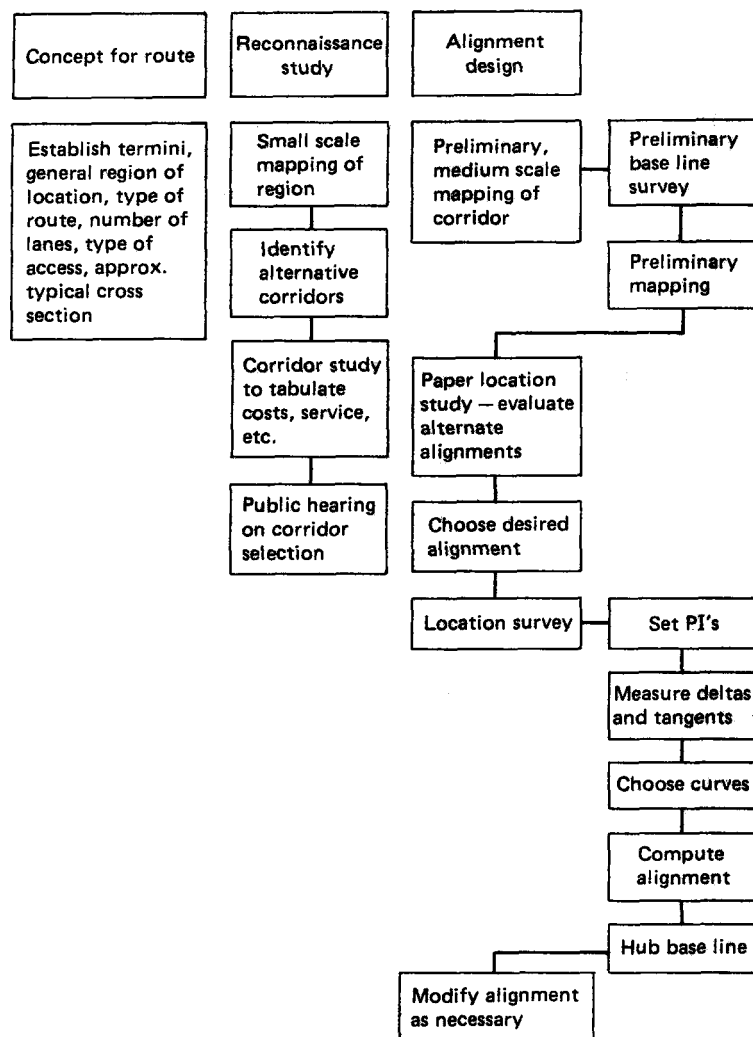 Concept for route
Reconnaissance
study
Alignment
design
Establish termini,
general region of
location, type of
route, number of
lanes, type of
access, approx.
typical cross
section
Small scale
mapping of
region
Identify
alternative
corridors
Corridor study
to tabulate
costs, service,
etc.
Public hearing
on corridor
selection
Preliminary,
medium scale
mapping of
corridor
Preliminary
base line
survey
Preliminary
mapping
Paper location
study — evaluate
alternate
alignments
Choose desired
alignment
Location survey
Set PI's
Measure deltas
and tangents
Choose curves
Compute
alignment
Hub base line
Modify alignment
as necessary